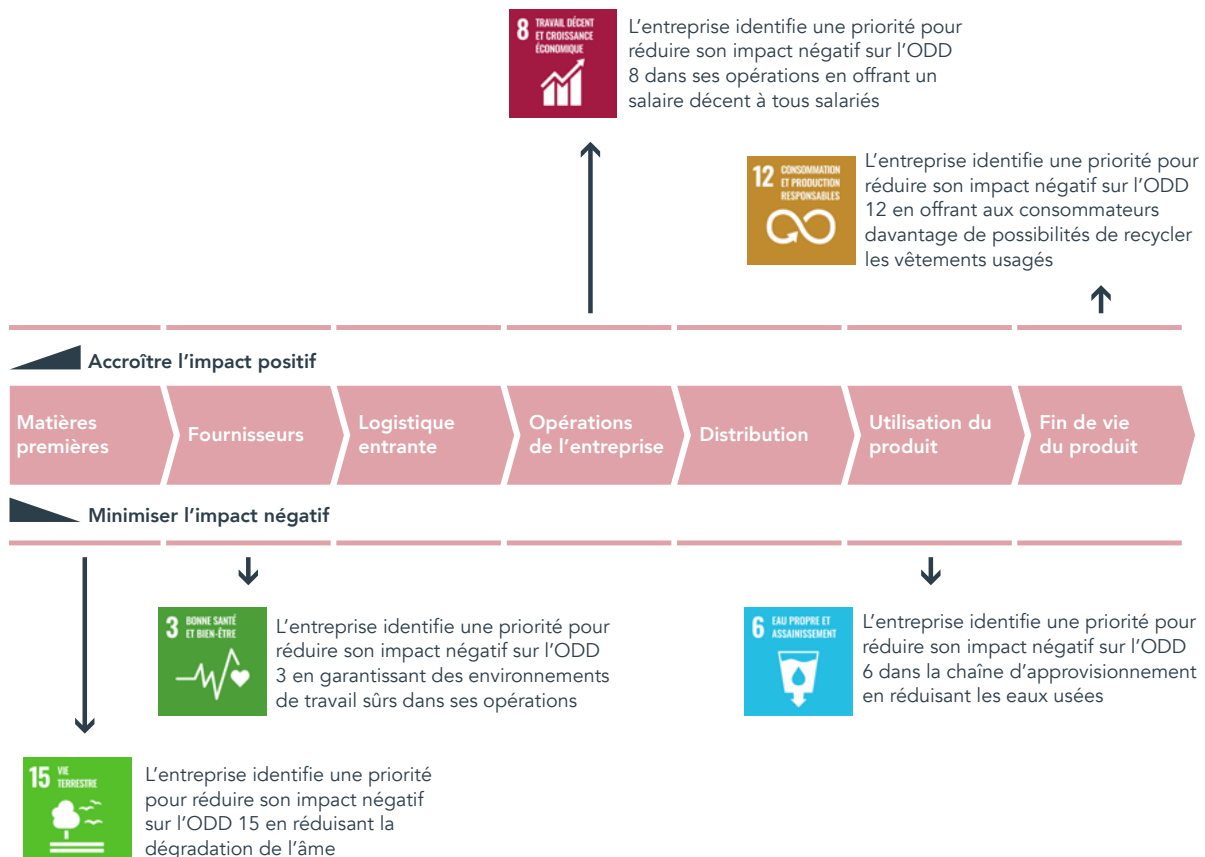 8 TRAVAIL DÉCENT
ET CROISSANCE
ÉCONOMIQUE
L'entreprise identifie une priorité pour
réduire son impact négatif sur l'ODD
8 dans ses opérations en offrant un
salaire décent à tous salariés
12 CONSOMMATION
ET PRODUCTION
RESPONSABLES
L'entreprise identifie une priorité pour
réduire son impact négatif sur l'ODD
12 en offrant aux consommateurs
davantage de possibilités de recycler
les vêtements usagés
Accroître l'impact positif
Matières
premières
Fournisseurs
Logistique
entrante
Opérations
de l'entreprise
Distribution
Utilisation du
produit
Fin de vie
du produit
Minimiser l'impact négatif
3 BONNE SANTÉ
ET BIEN-ÊTRE
L'entreprise identifie une priorité pour
réduire son impact négatif sur l'ODD
3 en garantissant des environnements
de travail sûrs dans ses opérations
6 EAU PROPRE ET
ASSAINISSEMENT
L'entreprise identifie une priorité pour
réduire son impact négatif sur l'ODD
6 dans la chaîne d'approvisionnement
en réduisant les eaux usées
15 VIE
TERRESTRE
L'entreprise identifie une priorité
pour réduire son impact négatif
sur l'ODD 15 en réduisant la
dégradation de l'âme